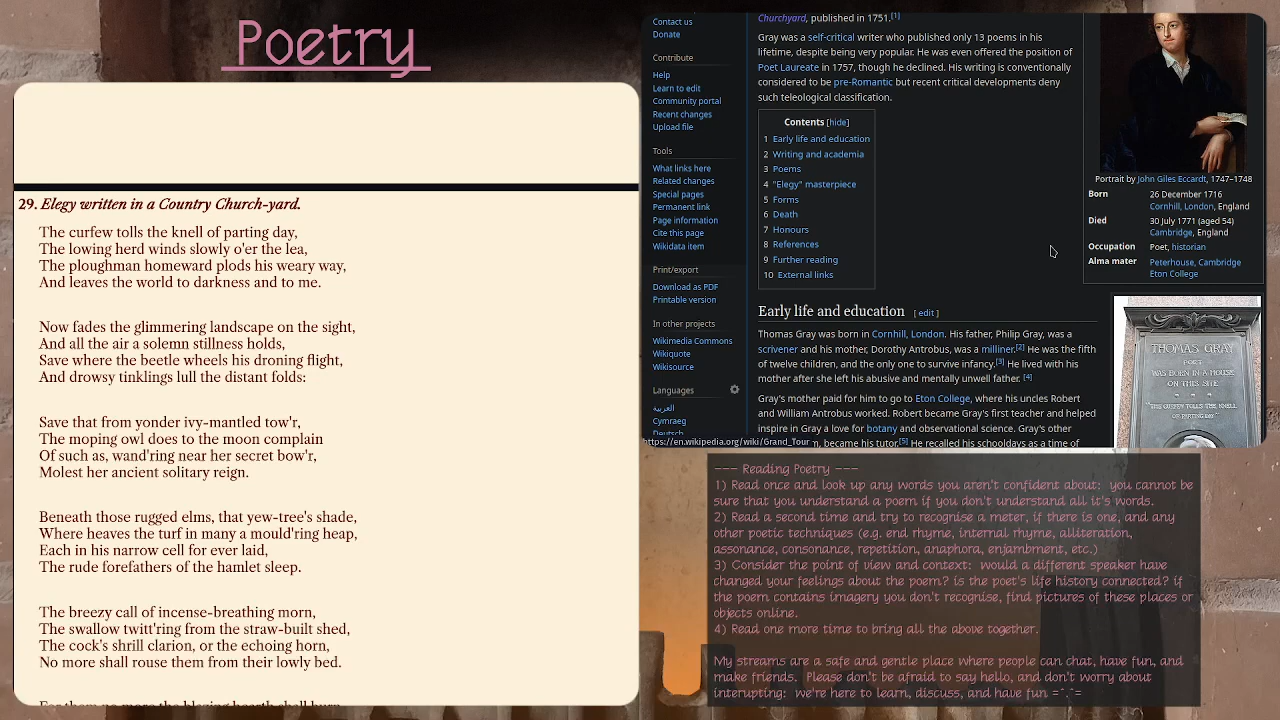 Poetry
29. Elegy written in a Country Church-yard.
The curfew tolls the knell of parting day,
The lowing herd winds slowly o'er the lea,
The ploughman homeward plods his weary way,
And leaves the world to darkness and to me.
Now fades the glimmering landscape on the sight,
And all the air a solemn stillness holds,
Save where the beetle wheels his droning flight,
And drowsy tinklings lull the distant folds:
Save that from yonder ivy-mantled tow'r,
The moping owl does to the moon complain
Of such as, wand'ring near her secret bow'r,
Molest her ancient solitary reign.
Beneath those rugged elms, that yew-tree's shade,
Where heaves the turf in many a mould'ring heap,
Each in his narrow cell for ever laid,
The rude forefathers of the hamlet sleep.
The breezy call of incense-breathing morn,
The swallow twitt'ring from the straw-built shed,
The cock's shrill clarion, or the echoing horn,
No more shall rouse them from their lowly bed.
For them no more the blazing hearth shall burn,
Contact us
Donate
Contribute
Help
Learn to edit
Community portal
Recent changes
Upload file
Tools
What links here
Related changes
Special pages
Permanent link
Page information
Cite this page
Wikidata item
Print/export
Download as PDF
Printable version
In other projects
Wikimedia Commons
Wikiquote
Wikisource
Languages
العربية
Cymraeg
Deutsch
https://en.wikipedia.org/wiki/Grand_Tour
Churchyard, published in 1751.[1]
Gray was a self-critical writer who published only 13 poems in his
lifetime, despite being very popular. He was even offered the position of
Poet Laureate in 1757, though he declined. His writing is conventionally
considered to be pre-Romantic but recent critical developments deny
such teleological classification.
Contents [hide]
1 Early life and education
2 Writing and academia
3 Poems
4 "Elegy" masterpiece
5 Forms
6 Death
7 Honours
8 References
9 Further reading
10 External links
Early life and education [ edit ]
Thomas Gray was born in Cornhill, London. His father, Philip Gray, was a
scrivener and his mother, Dorothy Antrobus, was a milliner.[2] He was the fifth
of twelve children, and the only one to survive infancy.[3] He lived with his
mother after she left his abusive and mentally unwell father. [4]
Gray's mother paid for him to go to Eton College, where his uncles Robert
and William Antrobus worked. Robert became Gray's first teacher and helped
inspire in Gray a love for botany and observational science. Gray's other
m, became his tutor.[5] He recalled his schooldays as a time of
Portrait by John Giles Eccardt, 1747–1748
Born 26 December 1716
Cornhill, London, England
Died 30 July 1771 (aged 54)
Cambridge, England
Occupation Poet, historian
Alma mater Peterhouse, Cambridge
Eton College
THOMAS GRAY
POET
WAS BORN IN A HOUSE
ON THIS SITE
"THE CURFEW TOLLS THE KNELL
OF PARTING DAY"
--- Reading Poetry ---
1) Read once and look up any words you aren't confident about: you cannot be
sure that you understand a poem if you don't understand all it's words.
2) Read a second time and try to recognise a meter, if there is one, and any
other poetic techniques (e.g. end rhyme, internal rhyme, alliteration,
assonance, consonance, repetition, anaphora, enjambment, etc.)
3) Consider the point of view and context: would a different speaker have
changed your feelings about the poem? is the poet's life history connected? if
the poem contains imagery you don't recognise, find pictures of these places or
objects online.
4) Read one more time to bring all the above together.
My streams are a safe and gentle place where people can chat, have fun, and
make friends. Please don't be afraid to say hello, and don't worry about
interupting: we're here to learn, discuss, and have fun =^.^=